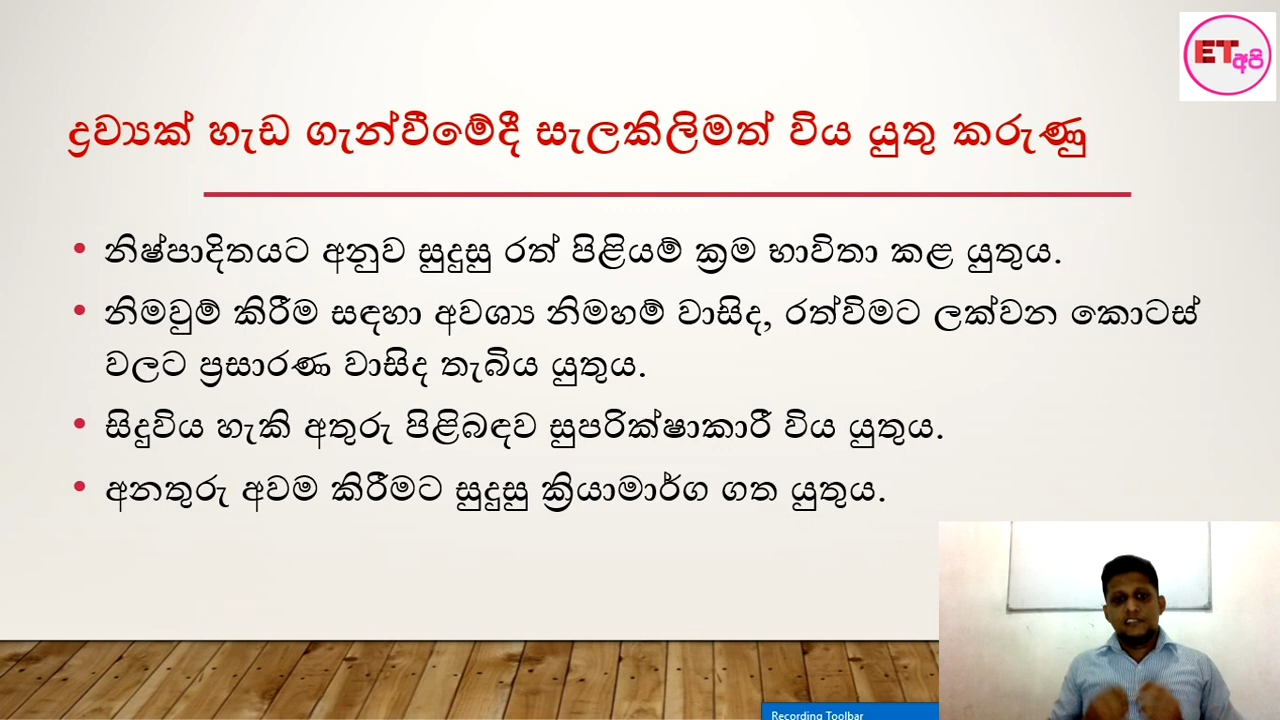 ET
අපි
ද්‍රව්‍යක් හැඩ ගැන්වීමේදී සැලකිලිමත් විය යුතු කරුණු
• නිෂ්පාදිතයට අනුව සුදුසු රත් පිළියම් ක්‍රම භාවිතා කළ යුතුය.
• නිමවුම් කිරීම සඳහා අවශ්‍ය නිමහම් වාසිද, රත්විමට ලක්වන කොටස්
වලට ප්‍රසාරණ වාසිද තැබිය යුතුය.
• සිදුවිය හැකි අතුරු පිළිබඳව සුපරික්ෂාකාරී විය යුතුය.
• අනතුරු අවම කිරීමට සුදුසු ක්‍රියාමාර්ග ගත යුතුය.
Recording Toolbar